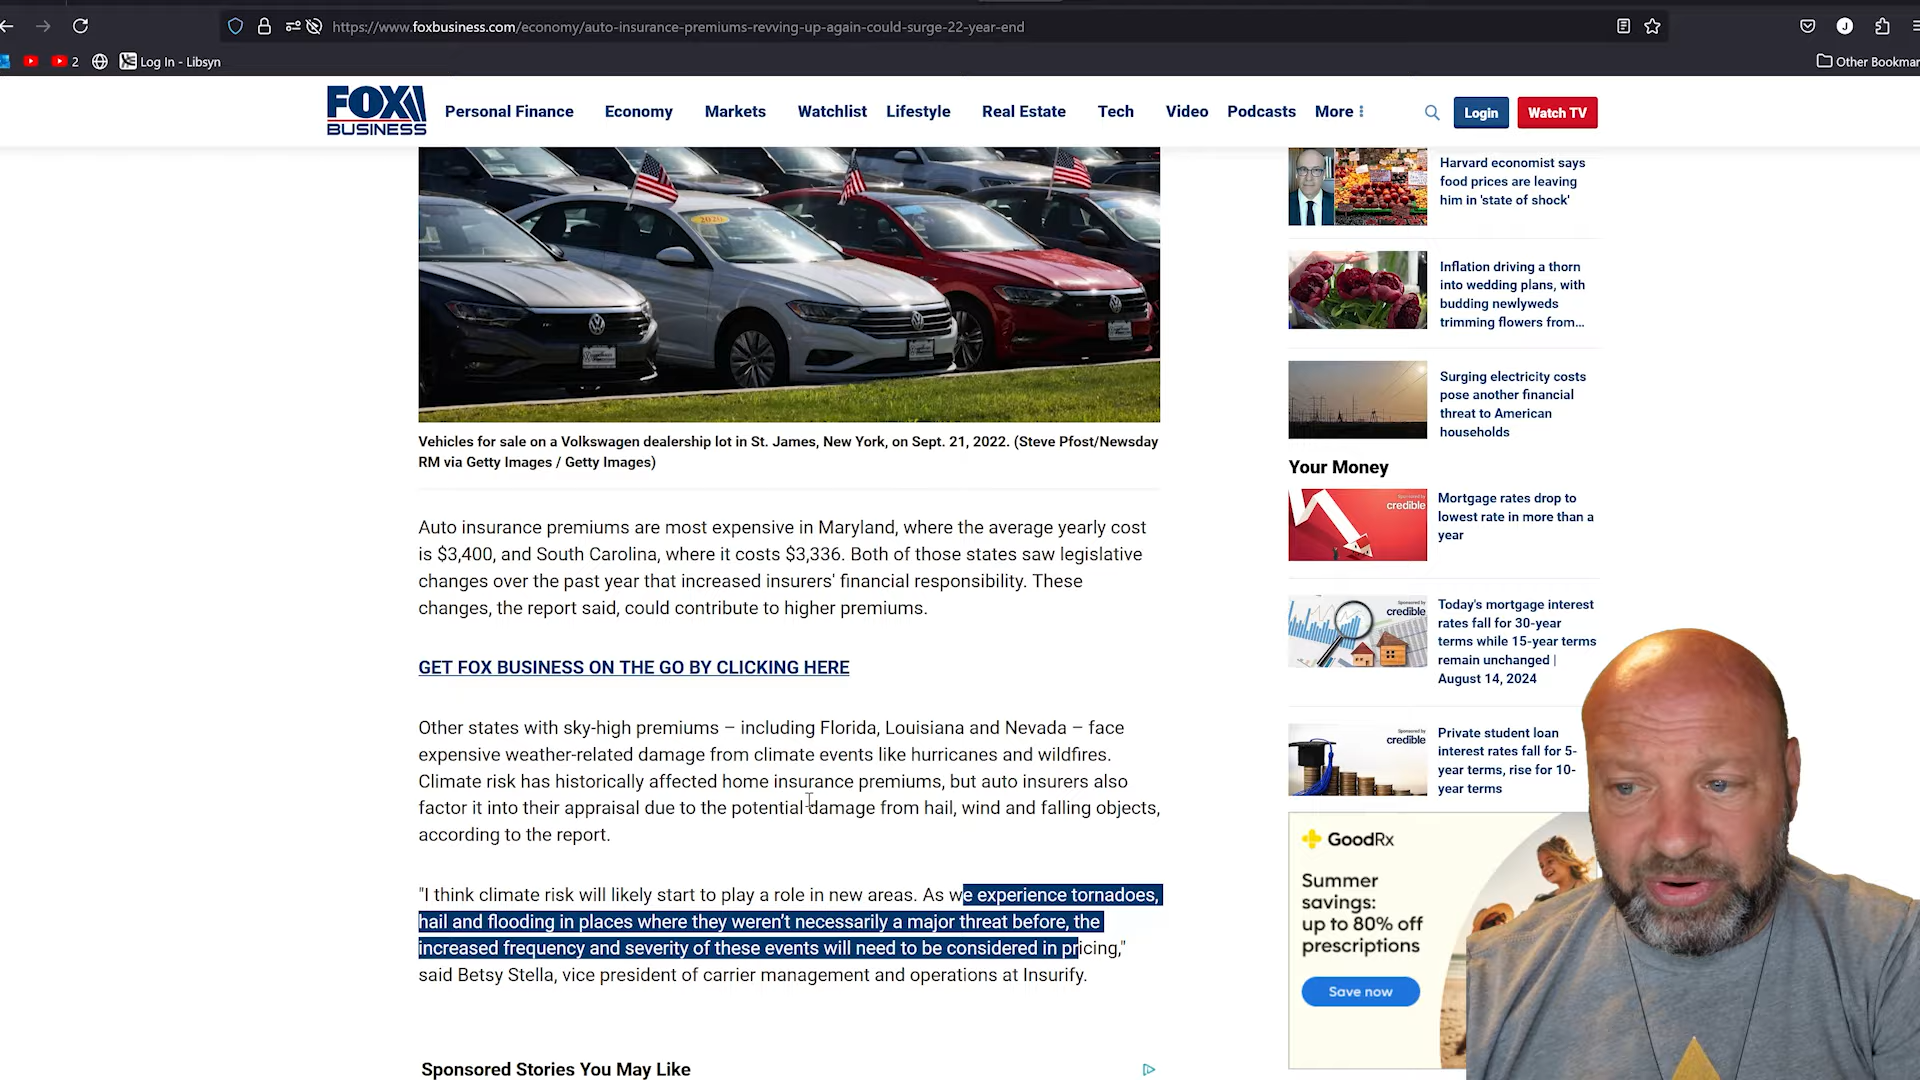 https://www.foxbusiness.com/economy/auto-insurance-premiums-revving-up-again-could-surge-22-year-end
J
2
Log In - Libsyn
Other Bookmar
FOX
BUSINESS
Personal Finance
Economy
Markets
Watchlist
Lifestyle
Real Estate
Tech
Video
Podcasts
More
Login
Watch TV
2020
Vehicles for sale on a Volkswagen dealership lot in St. James, New York, on Sept. 21, 2022. (Steve Pfost/Newsday
RM via Getty Images / Getty Images)
Auto insurance premiums are most expensive in Maryland, where the average yearly cost
is $3,400, and South Carolina, where it costs $3,336. Both of those states saw legislative
changes over the past year that increased insurers' financial responsibility. These
changes, the report said, could contribute to higher premiums.
GET FOX BUSINESS ON THE GO BY CLICKING HERE
Other states with sky-high premiums – including Florida, Louisiana and Nevada – face
expensive weather-related damage from climate events like hurricanes and wildfires.
Climate risk has historically affected home insurance premiums, but auto insurers also
factor it into their appraisal due to the potential damage from hail, wind and falling objects,
according to the report.
"I think climate risk will likely start to play a role in new areas. As we experience tornadoes,
hail and flooding in places where they weren't necessarily a major threat before, the
increased frequency and severity of these events will need to be considered in pricing,"
said Betsy Stella, vice president of carrier management and operations at Insurify.
Sponsored Stories You May Like
Harvard economist says
food prices are leaving
him in 'state of shock'
Inflation driving a thorn
into wedding plans, with
budding newlyweds
trimming flowers from...
Surging electricity costs
pose another financial
threat to American
households
Your Money
Sponsored by
credible
Mortgage rates drop to
lowest rate in more than a
year
Sponsored by
credible
Today's mortgage interest
rates fall for 30-year
terms while 15-year terms
remain unchanged |
August 14, 2024
Sponsored by
credible
Private student loan
interest rates fall for 5-
year terms, rise for 10-
year terms
GoodRx
Summer
savings:
up to 80% off
prescriptions
Save now